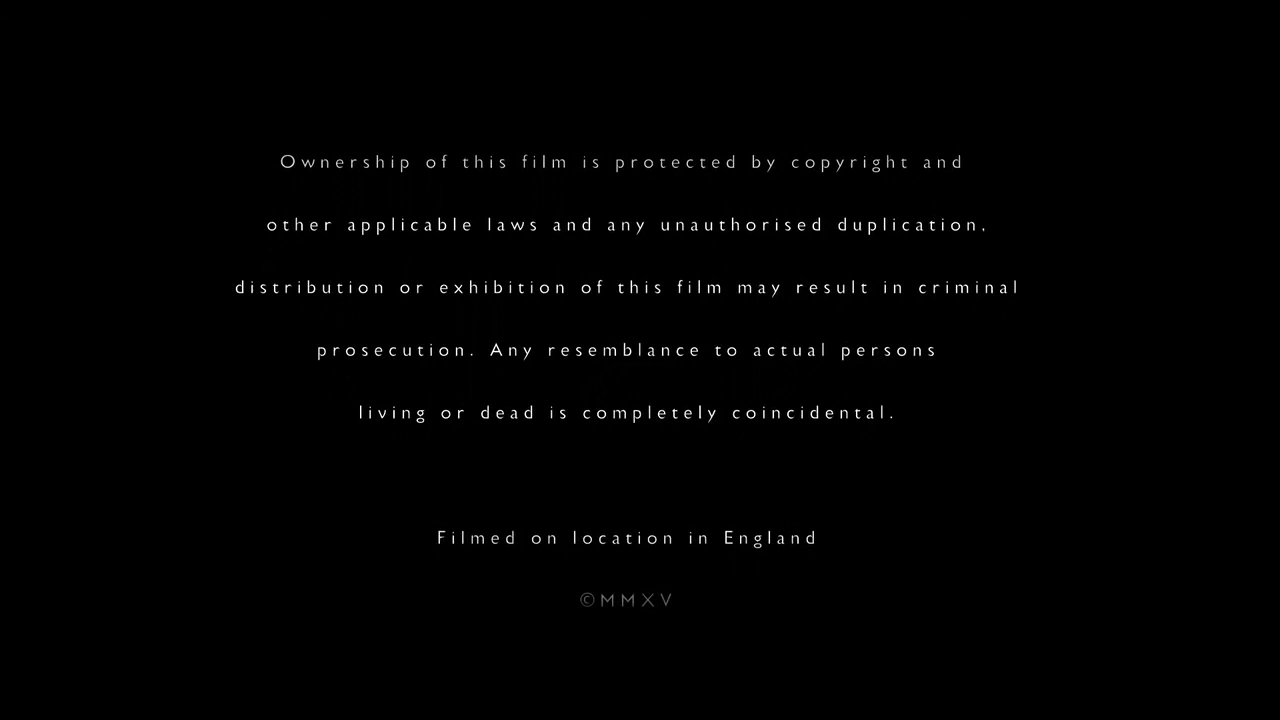 Ownership of this film is protected by copyright and
other applicable laws and any unauthorised duplication,
distribution or exhibition of this film may result in criminal
prosecution. Any resemblance to actual persons
living or dead is completely coincidental.
Filmed on location in England
©MMXV